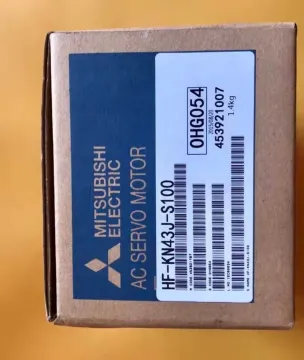 MITSUBISHI
ELECTRIC
AC SERVO MOTOR
HF-KN43J-S100
0HG054
453921007
1.4kg